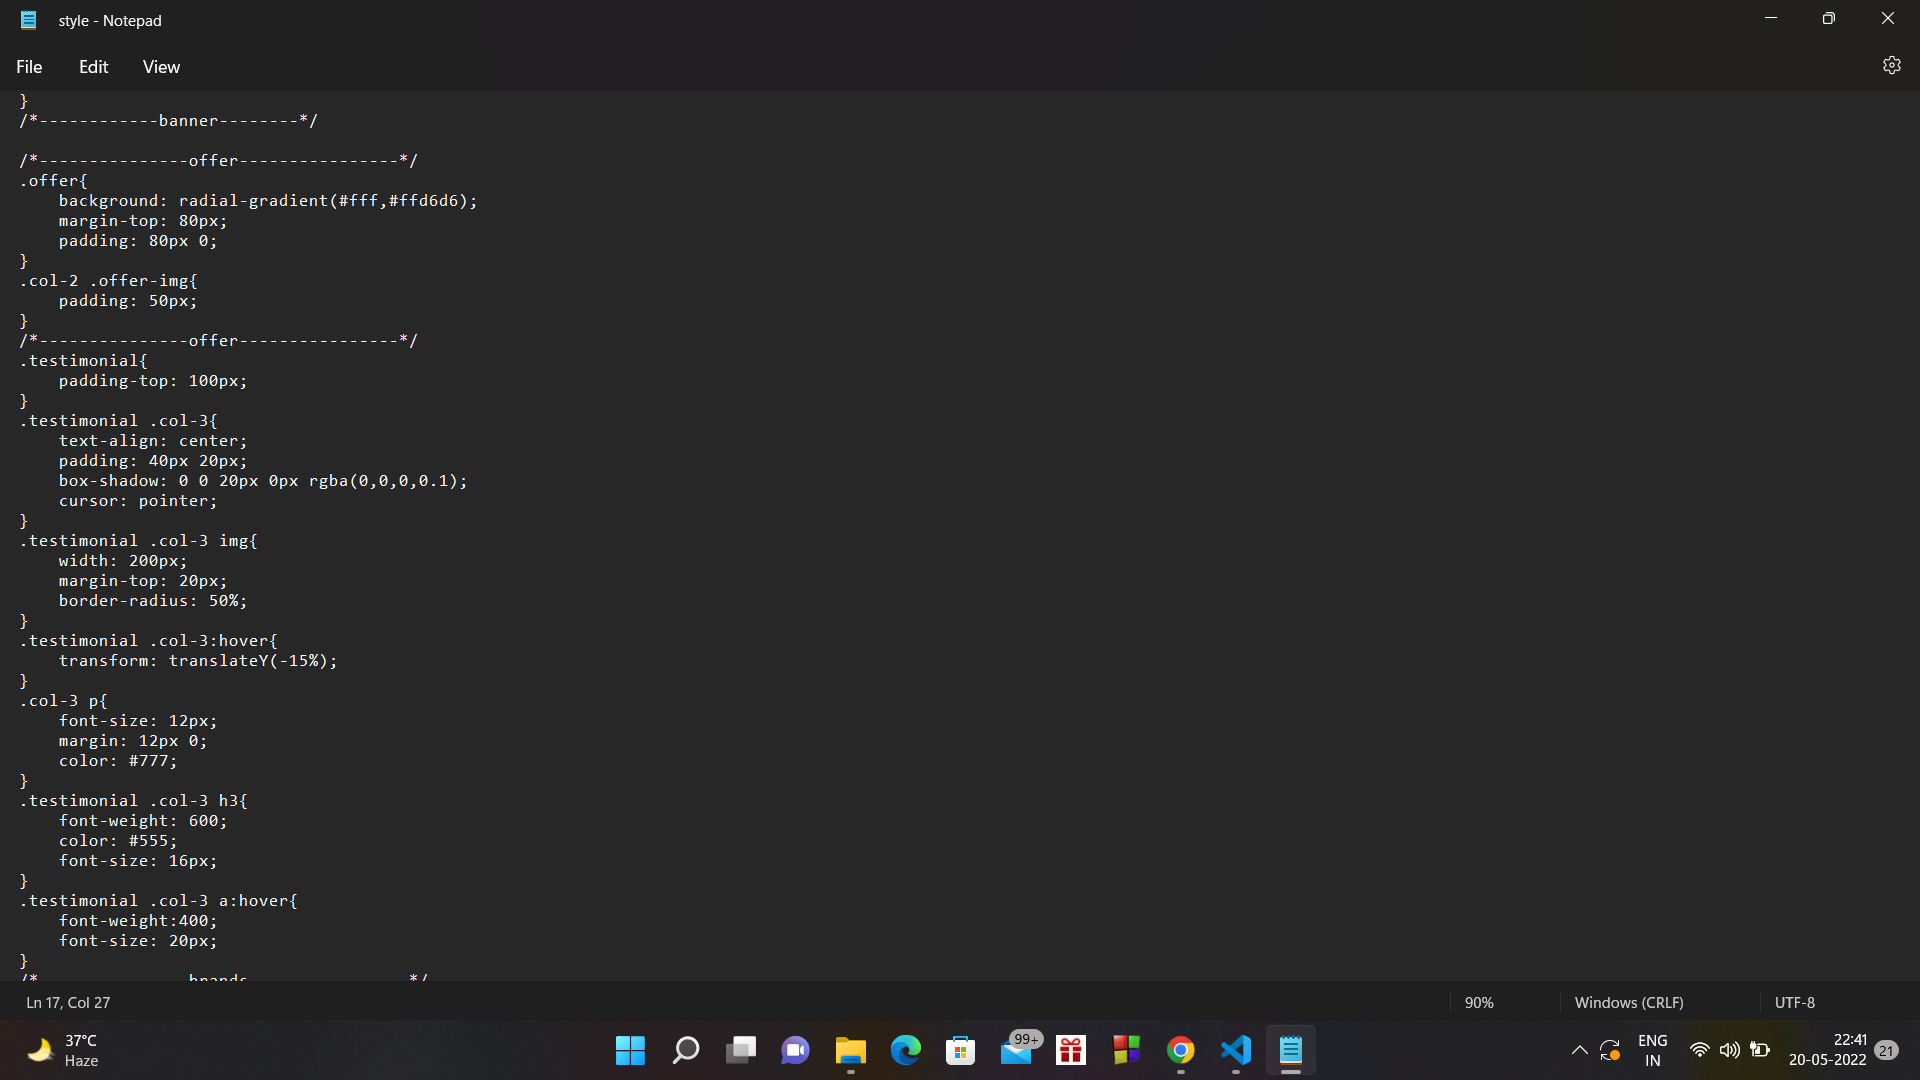 style - Notepad
File Edit View
}
/*------------banner--------*/
/*---------------offer----------------*/
.offer{
    background: radial-gradient(#fff,#ffd6d6);
    margin-top: 80px;
    padding: 80px 0;
}
.col-2 .offer-img{
    padding: 50px;
}
/*---------------offer----------------*/
.testimonial{
    padding-top: 100px;
}
.testimonial .col-3{
    text-align: center;
    padding: 40px 20px;
    box-shadow: 0 0 20px 0px rgba(0,0,0,0.1);
    cursor: pointer;
}
.testimonial .col-3 img{
    width: 200px;
    margin-top: 20px;
    border-radius: 50%;
}
.testimonial .col-3:hover{
    transform: translateY(-15%);
}
.col-3 p{
    font-size: 12px;
    margin: 12px 0;
    color: #777;
}
.testimonial .col-3 h3{
    font-weight: 600;
    color: #555;
    font-size: 16px;
}
.testimonial .col-3 a:hover{
    font-weight:400;
    font-size: 20px;
}
Ln 17, Col 27
90%
Windows (CRLF)
UTF-8
37°C
Haze
99+
ENG
IN
22:41
20-05-2022
21